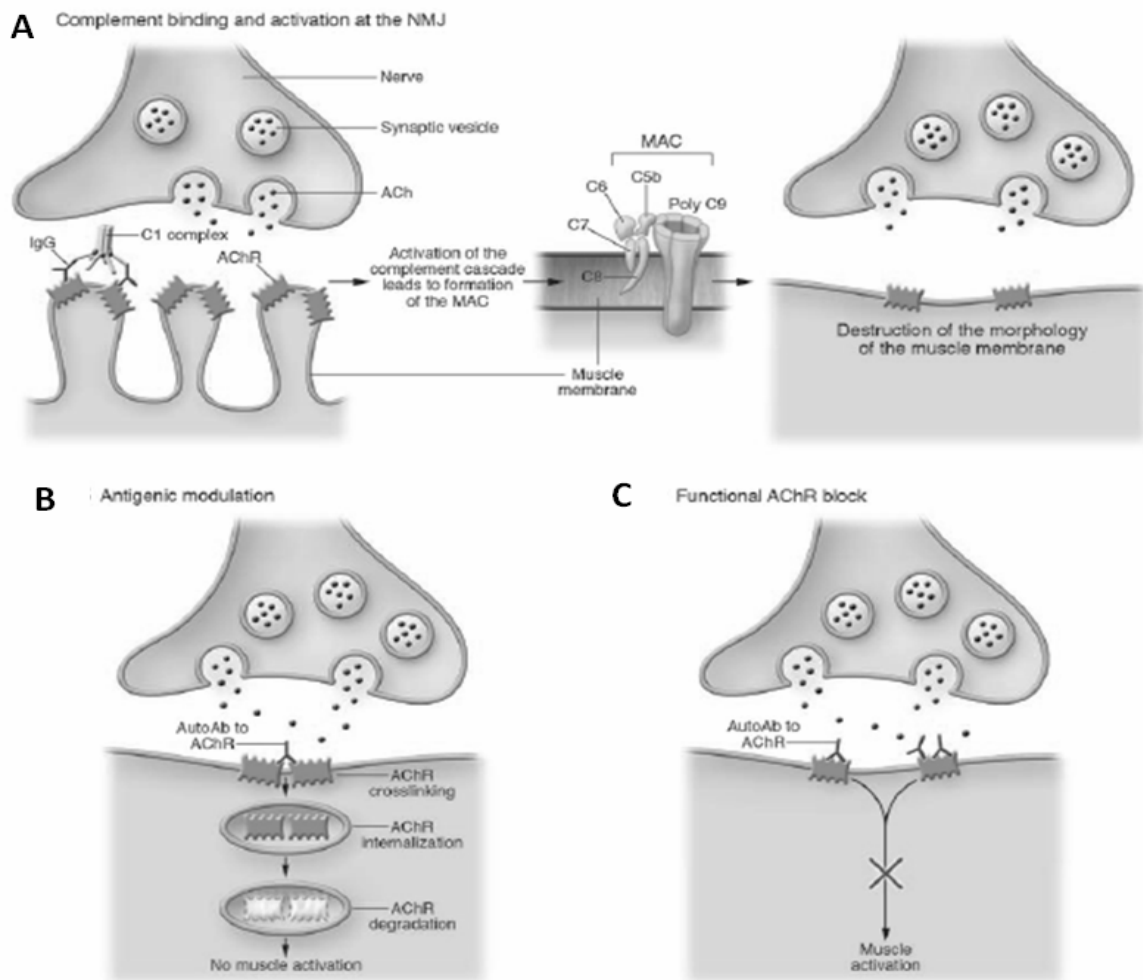 A Complement binding and activation at the NMJ
Nerve
Synaptic vesicle
ACh
IgG
C1 complex
AChR
Activation of the
complement cascade
leads to formation
of the MAC
Muscle
membrane
MAC
C6
C5b
Poly C9
C7
C8
Destruction of the morphology
of the muscle membrane
B Antigenic modulation
AutoAb to
AChR
AChR
crosslinking
AChR
internalization
AChR
degradation
No muscle activation
C Functional AChR block
AutoAb to
AChR
Muscle
activation